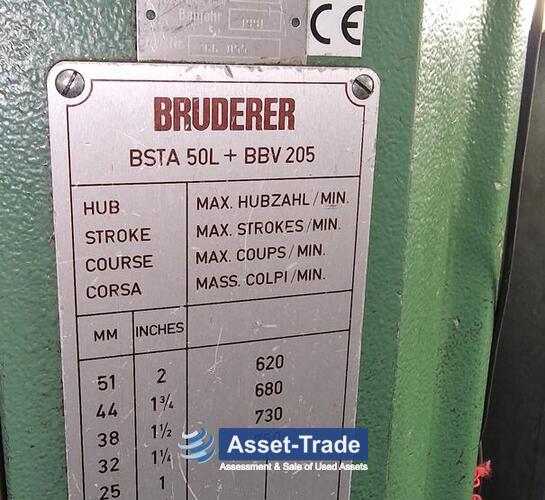 Baujahr 1991
CE
BRUDERER
BSTA 50L + BBV 205
HUB MAX. HUBZAHL/MIN.
STROKE MAX. STROKES/MIN.
COURSE MAX. COUPS/MIN.
CORSA MASS. COLPI/MIN.
MM INCHES
51 2 620
44 1¾ 680
38 1½ 730
32 1¼
25 1
Asset-Trade
Assessment & Sale of Used Assets